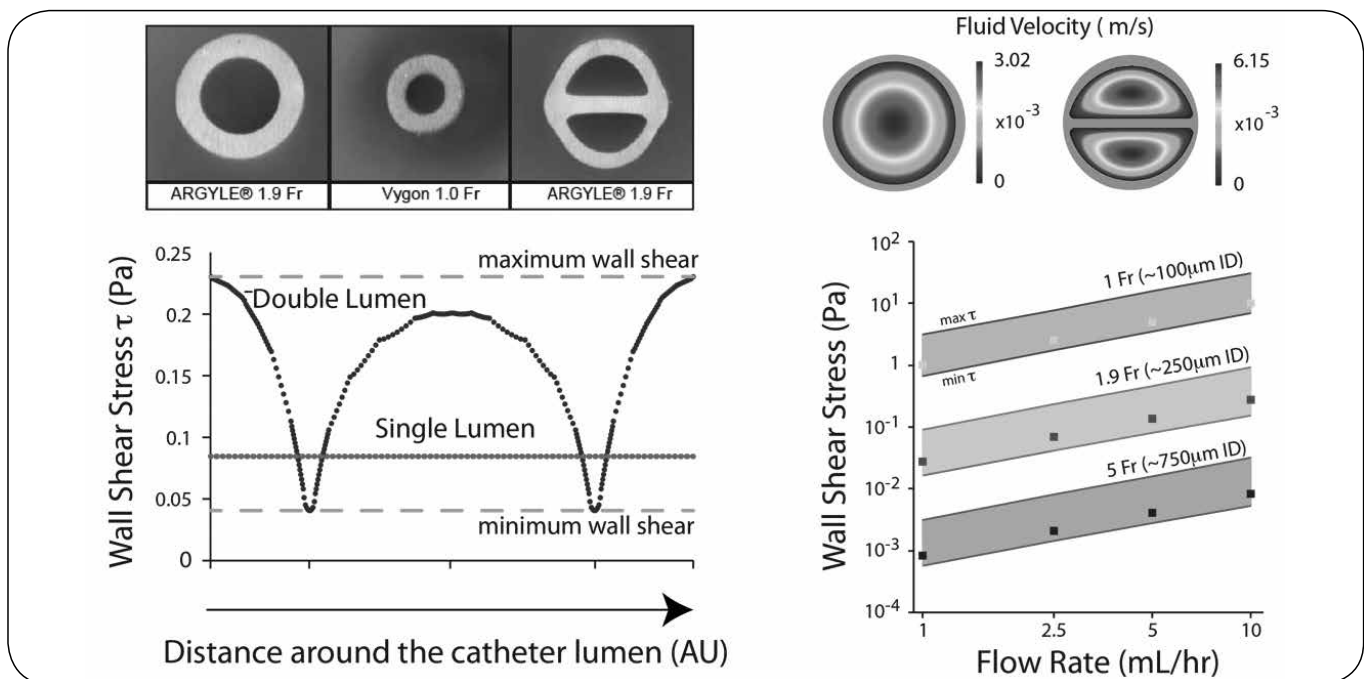 ARGYLE® 1.9 Fr
Vygon 1.0 Fr
ARGYLE® 1.9 Fr
Fluid Velocity ( m/s)
3.02
x10-3
0
6.15
x10-3
0
Wall Shear Stress τ (Pa)
0.25
0.2
0.15
0.1
0.05
0
maximum wall shear
Double Lumen
Single Lumen
minimum wall shear
Distance around the catheter lumen (AU)
Wall Shear Stress (Pa)
10²
10¹
1
10⁻¹
10⁻²
10⁻³
10⁻⁴
1 Fr (~100μm ID)
max τ
min τ
1.9 Fr (~250μm ID)
5 Fr (~750μm ID)
1
2.5
5
10
Flow Rate (mL/hr)